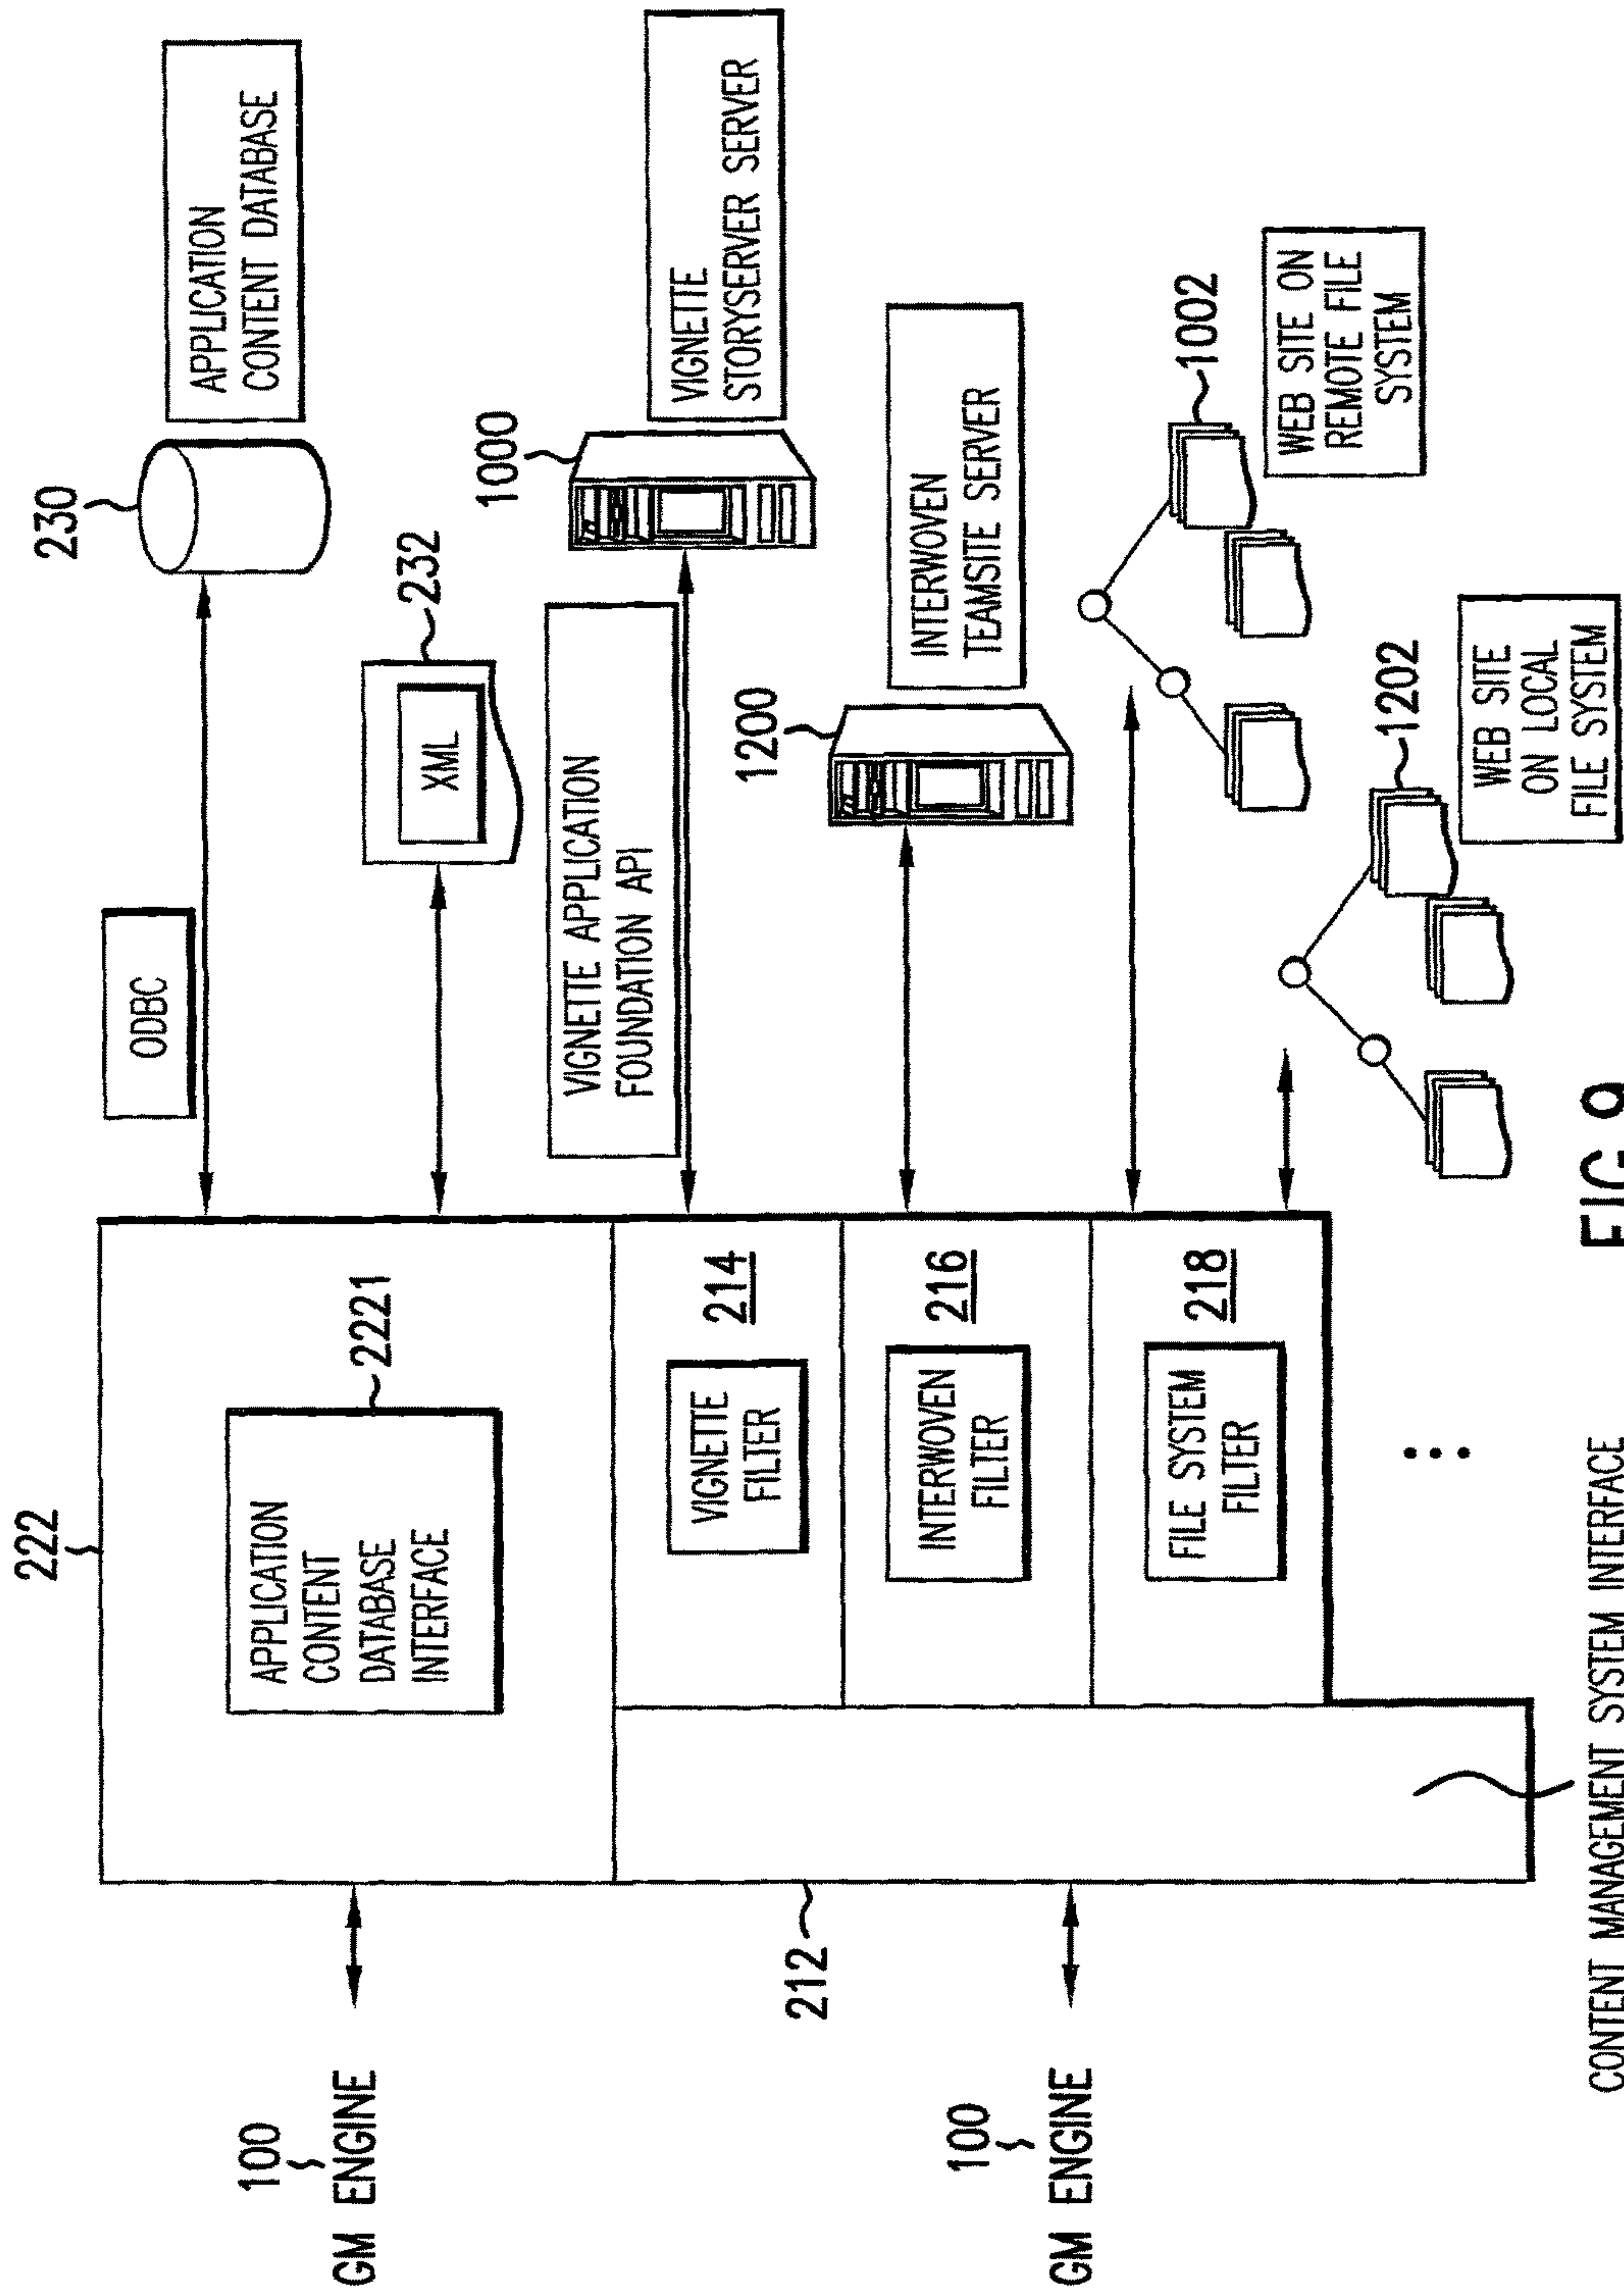 222
APPLICATION
CONTENT
DATABASE
INTERFACE
2221
ODBC
230
APPLICATION
CONTENT DATABASE
XML
232
100
GM ENGINE
VIGNETTE APPLICATION
FOUNDATION API
1000
VIGNETTE
STORYSERVER SERVER
VIGNETTE
FILTER
214
1200
INTERWOVEN
TEAMSITE SERVER
INTERWOVEN
FILTER
216
212
FILE SYSTEM
FILTER
218
1002
WEB SITE ON
REMOTE FILE
SYSTEM
100
GM ENGINE
1202
WEB SITE
ON LOCAL
FILE SYSTEM
CONTENT MANAGEMENT SYSTEM INTERFACE
FIG.9